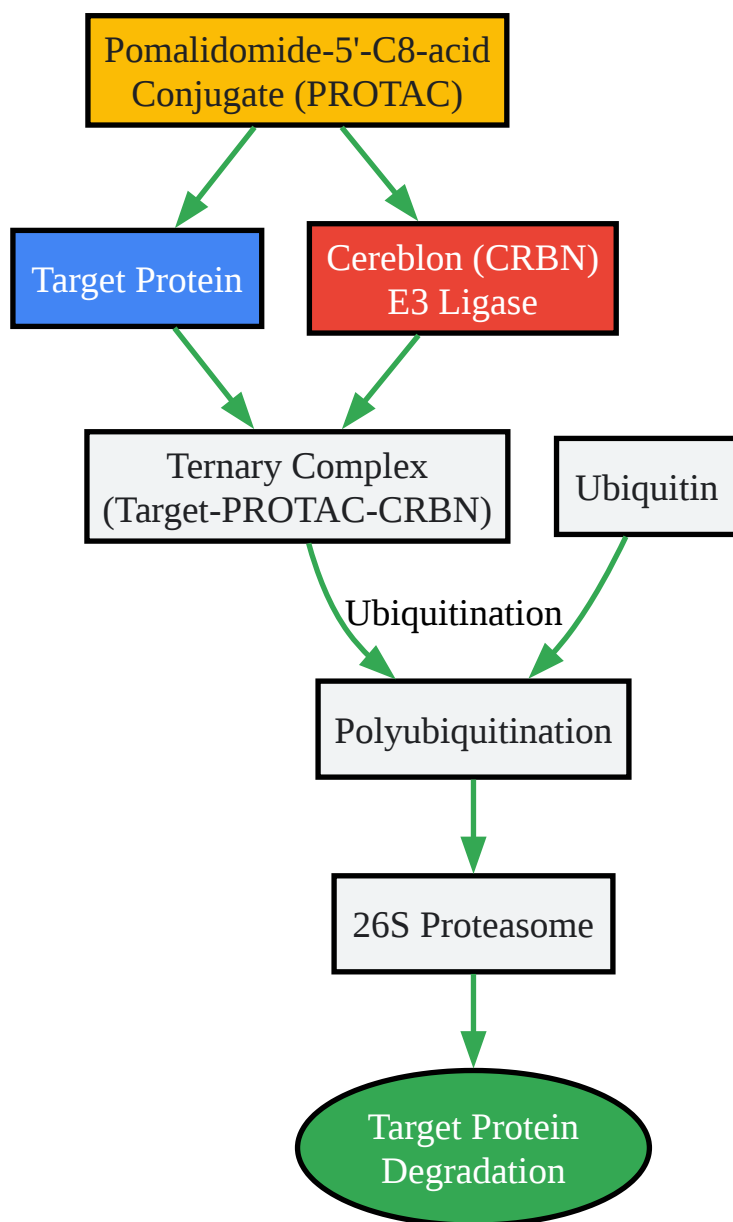 Pomalidomide-5'-C8-acid
Conjugate (PROTAC)
Target Protein
Cereblon (CRBN)
E3 Ligase
Ternary Complex
(Target-PROTAC-CRBN)
Ubiquitin
Ubiquitination
Polyubiquitination
26S Proteasome
Target Protein
Degradation